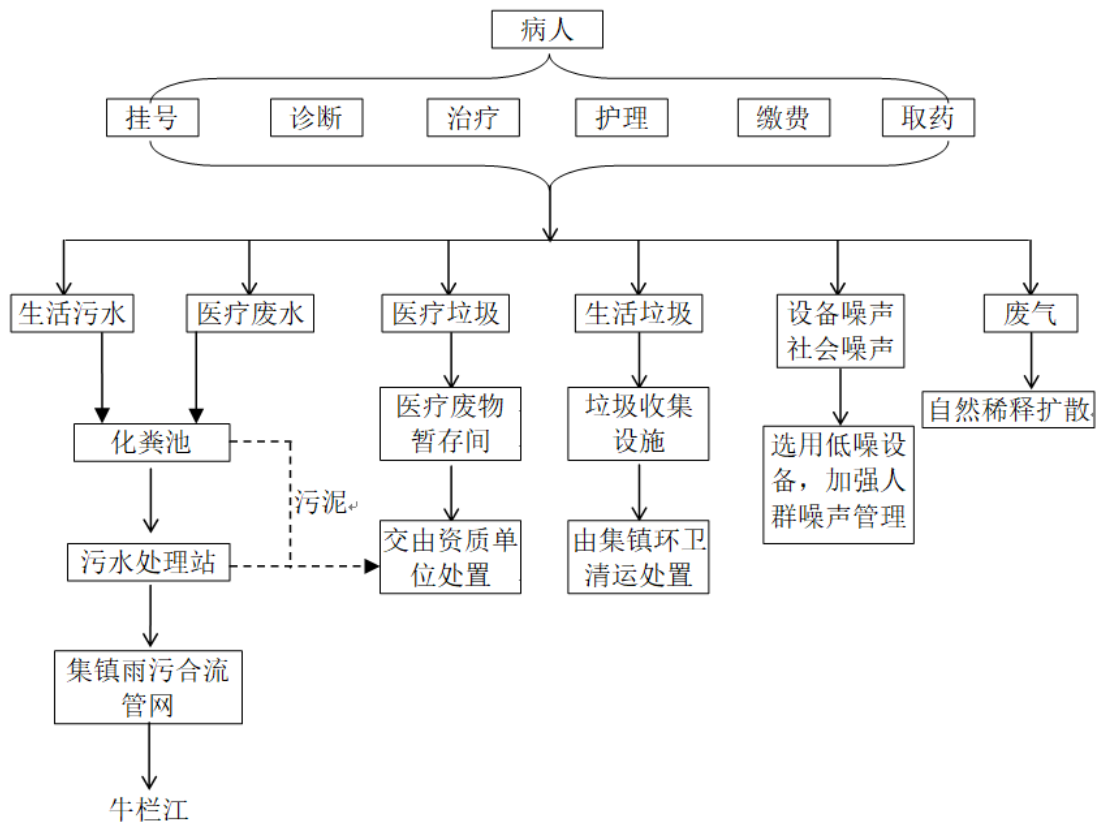 病人
挂号
诊断
治疗
护理
缴费
取药
生活污水
医疗废水
医疗垃圾
生活垃圾
设备噪声
社会噪声
废气
化粪池
医疗废物
暂存间
垃圾收集
设施
选用低噪设
备，加强人
群噪声管理
自然稀释扩散
污泥
污水处理站
交由资质单
位处置
由集镇环卫
清运处置
集镇雨污合流
管网
牛栏江